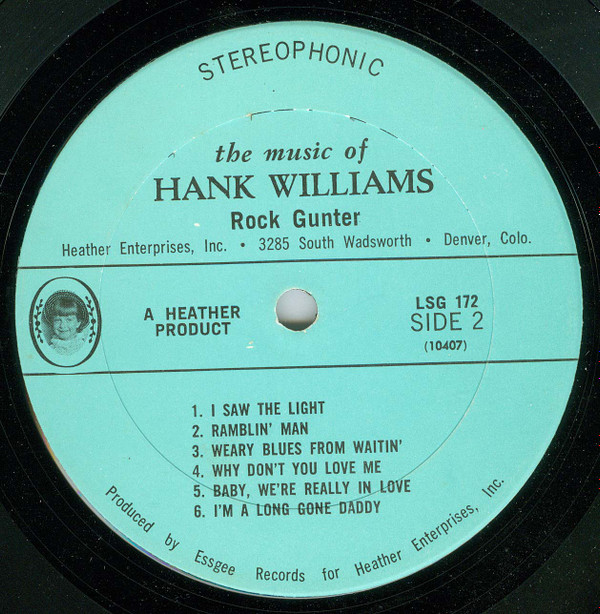 STEREOPHONIC
the music of
HANK WILLIAMS
Rock Gunter
Heather Enterprises, Inc. • 3285 South Wadsworth • Denver, Colo.
A HEATHER
PRODUCT
LSG 172
SIDE 2
(10407)
1. I SAW THE LIGHT
2. RAMBLIN' MAN
3. WEARY BLUES FROM WAITIN'
4. WHY DON'T YOU LOVE ME
5. BABY, WE'RE REALLY IN LOVE
6. I'M A LONG GONE DADDY
Produced by Essgee Records for Heather Enterprises, Inc.